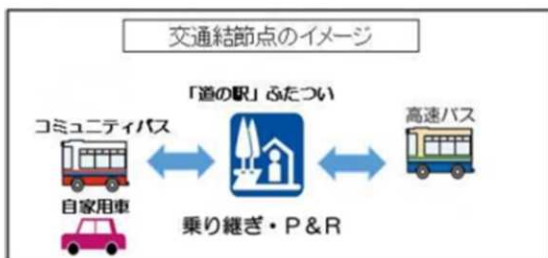 交通結節点のイメージ
「道の駅」ふたつい
コミュニティバス
高速バス
自家用車
乗り継ぎ・P&R